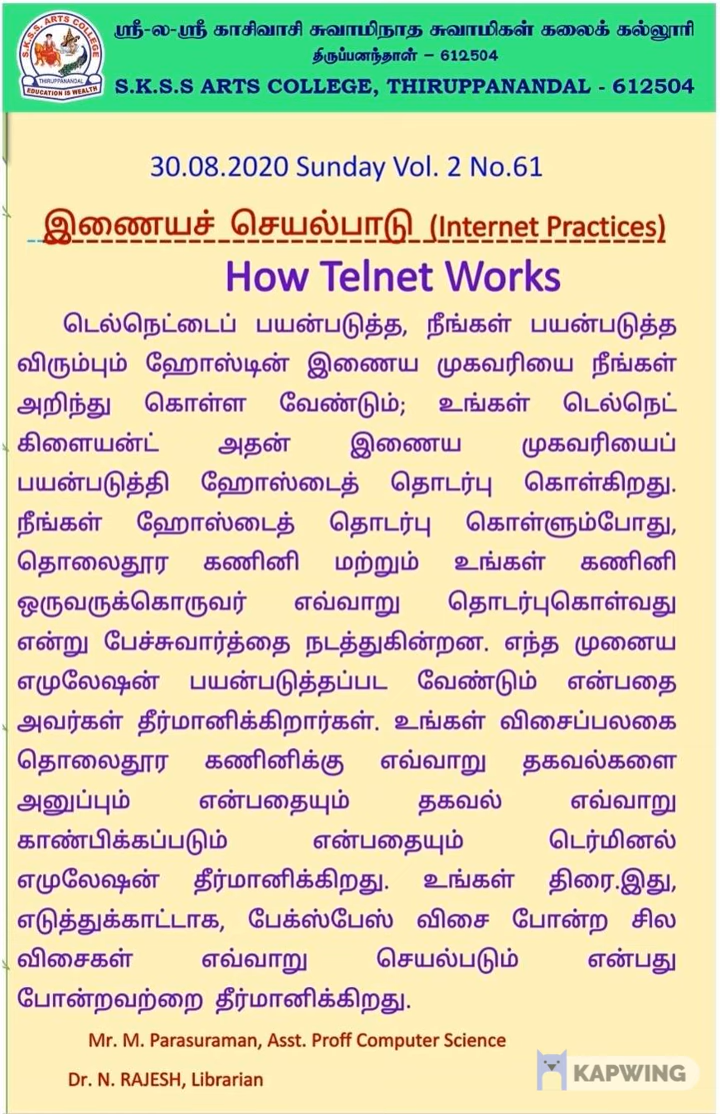 S.K.S.S. ARTS COLLEGE
THIRUPPANANDAL
EDUCATION IS WEALTH
ஸ்ரீ-ல-ஸ்ரீ காசிவாசி சுவாமிநாத சுவாமிகள் கலைக் கல்லூரி
திருப்பனந்தாள் – 612504
S.K.S.S ARTS COLLEGE, THIRUPPANANDAL - 612504
30.08.2020 Sunday Vol. 2 No.61
இணையச் செயல்பாடு (Internet Practices)
How Telnet Works
டெல்நெட்டைப் பயன்படுத்த, நீங்கள் பயன்படுத்த
விரும்பும் ஹோஸ்டின் இணைய முகவரியை நீங்கள்
அறிந்து கொள்ள வேண்டும்; உங்கள் டெல்நெட்
கிளையன்ட் அதன் இணைய முகவரியைப்
பயன்படுத்தி ஹோஸ்டைத் தொடர்பு கொள்கிறது.
நீங்கள் ஹோஸ்டைத் தொடர்பு கொள்ளும்போது,
தொலைதூர கணினி மற்றும் உங்கள் கணினி
ஒருவருக்கொருவர் எவ்வாறு தொடர்புகொள்வது
என்று பேச்சுவார்த்தை நடத்துகின்றன. எந்த முனைய
எமுலேஷன் பயன்படுத்தப்பட வேண்டும் என்பதை
அவர்கள் தீர்மானிக்கிறார்கள். உங்கள் விசைப்பலகை
தொலைதூர கணினிக்கு எவ்வாறு தகவல்களை
அனுப்பும் என்பதையும் தகவல் எவ்வாறு
காண்பிக்கப்படும் என்பதையும் டெர்மினல்
எமுலேஷன் தீர்மானிக்கிறது. உங்கள் திரை.இது,
எடுத்துக்காட்டாக, பேக்ஸ்பேஸ் விசை போன்ற சில
விசைகள் எவ்வாறு செயல்படும் என்பது
போன்றவற்றை தீர்மானிக்கிறது.
Mr. M. Parasuraman, Asst. Proff Computer Science
Dr. N. RAJESH, Librarian
KAPWING